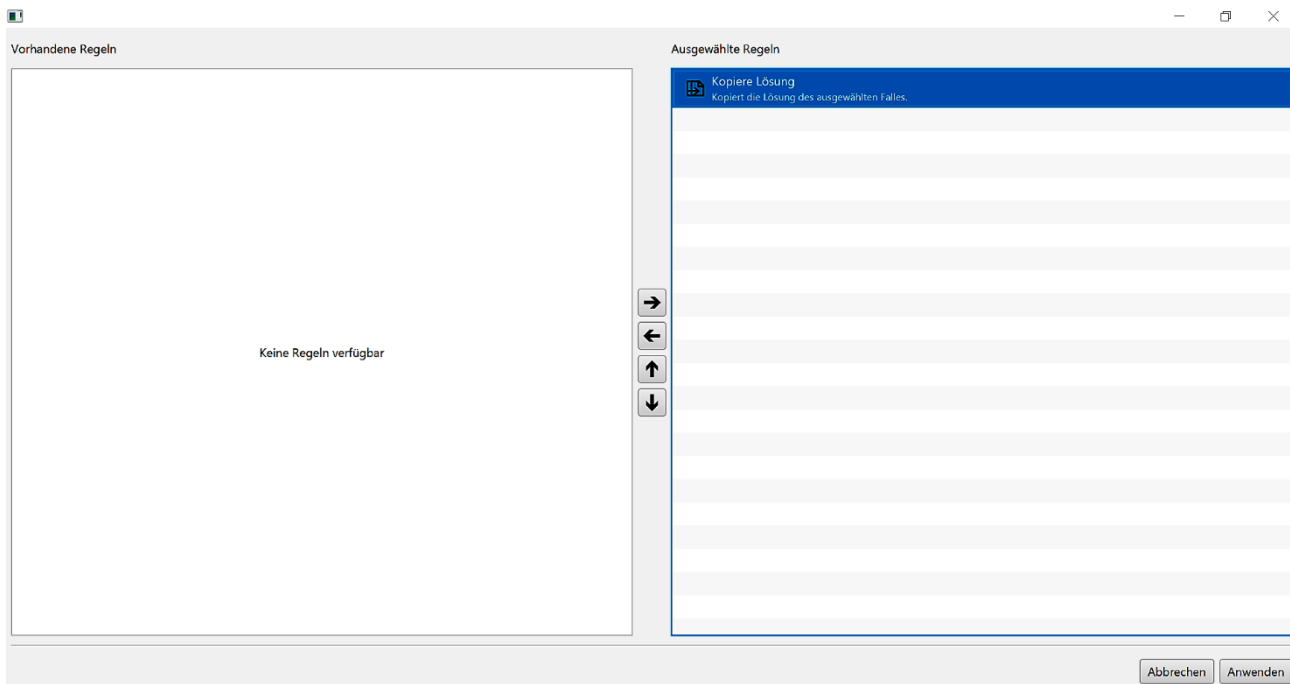 Vorhandene Regeln
Ausgewählte Regeln
Kopiere Lösung
Kopiert die Lösung des ausgewählten Falles.
Keine Regeln verfügbar
Abbrechen
Anwenden